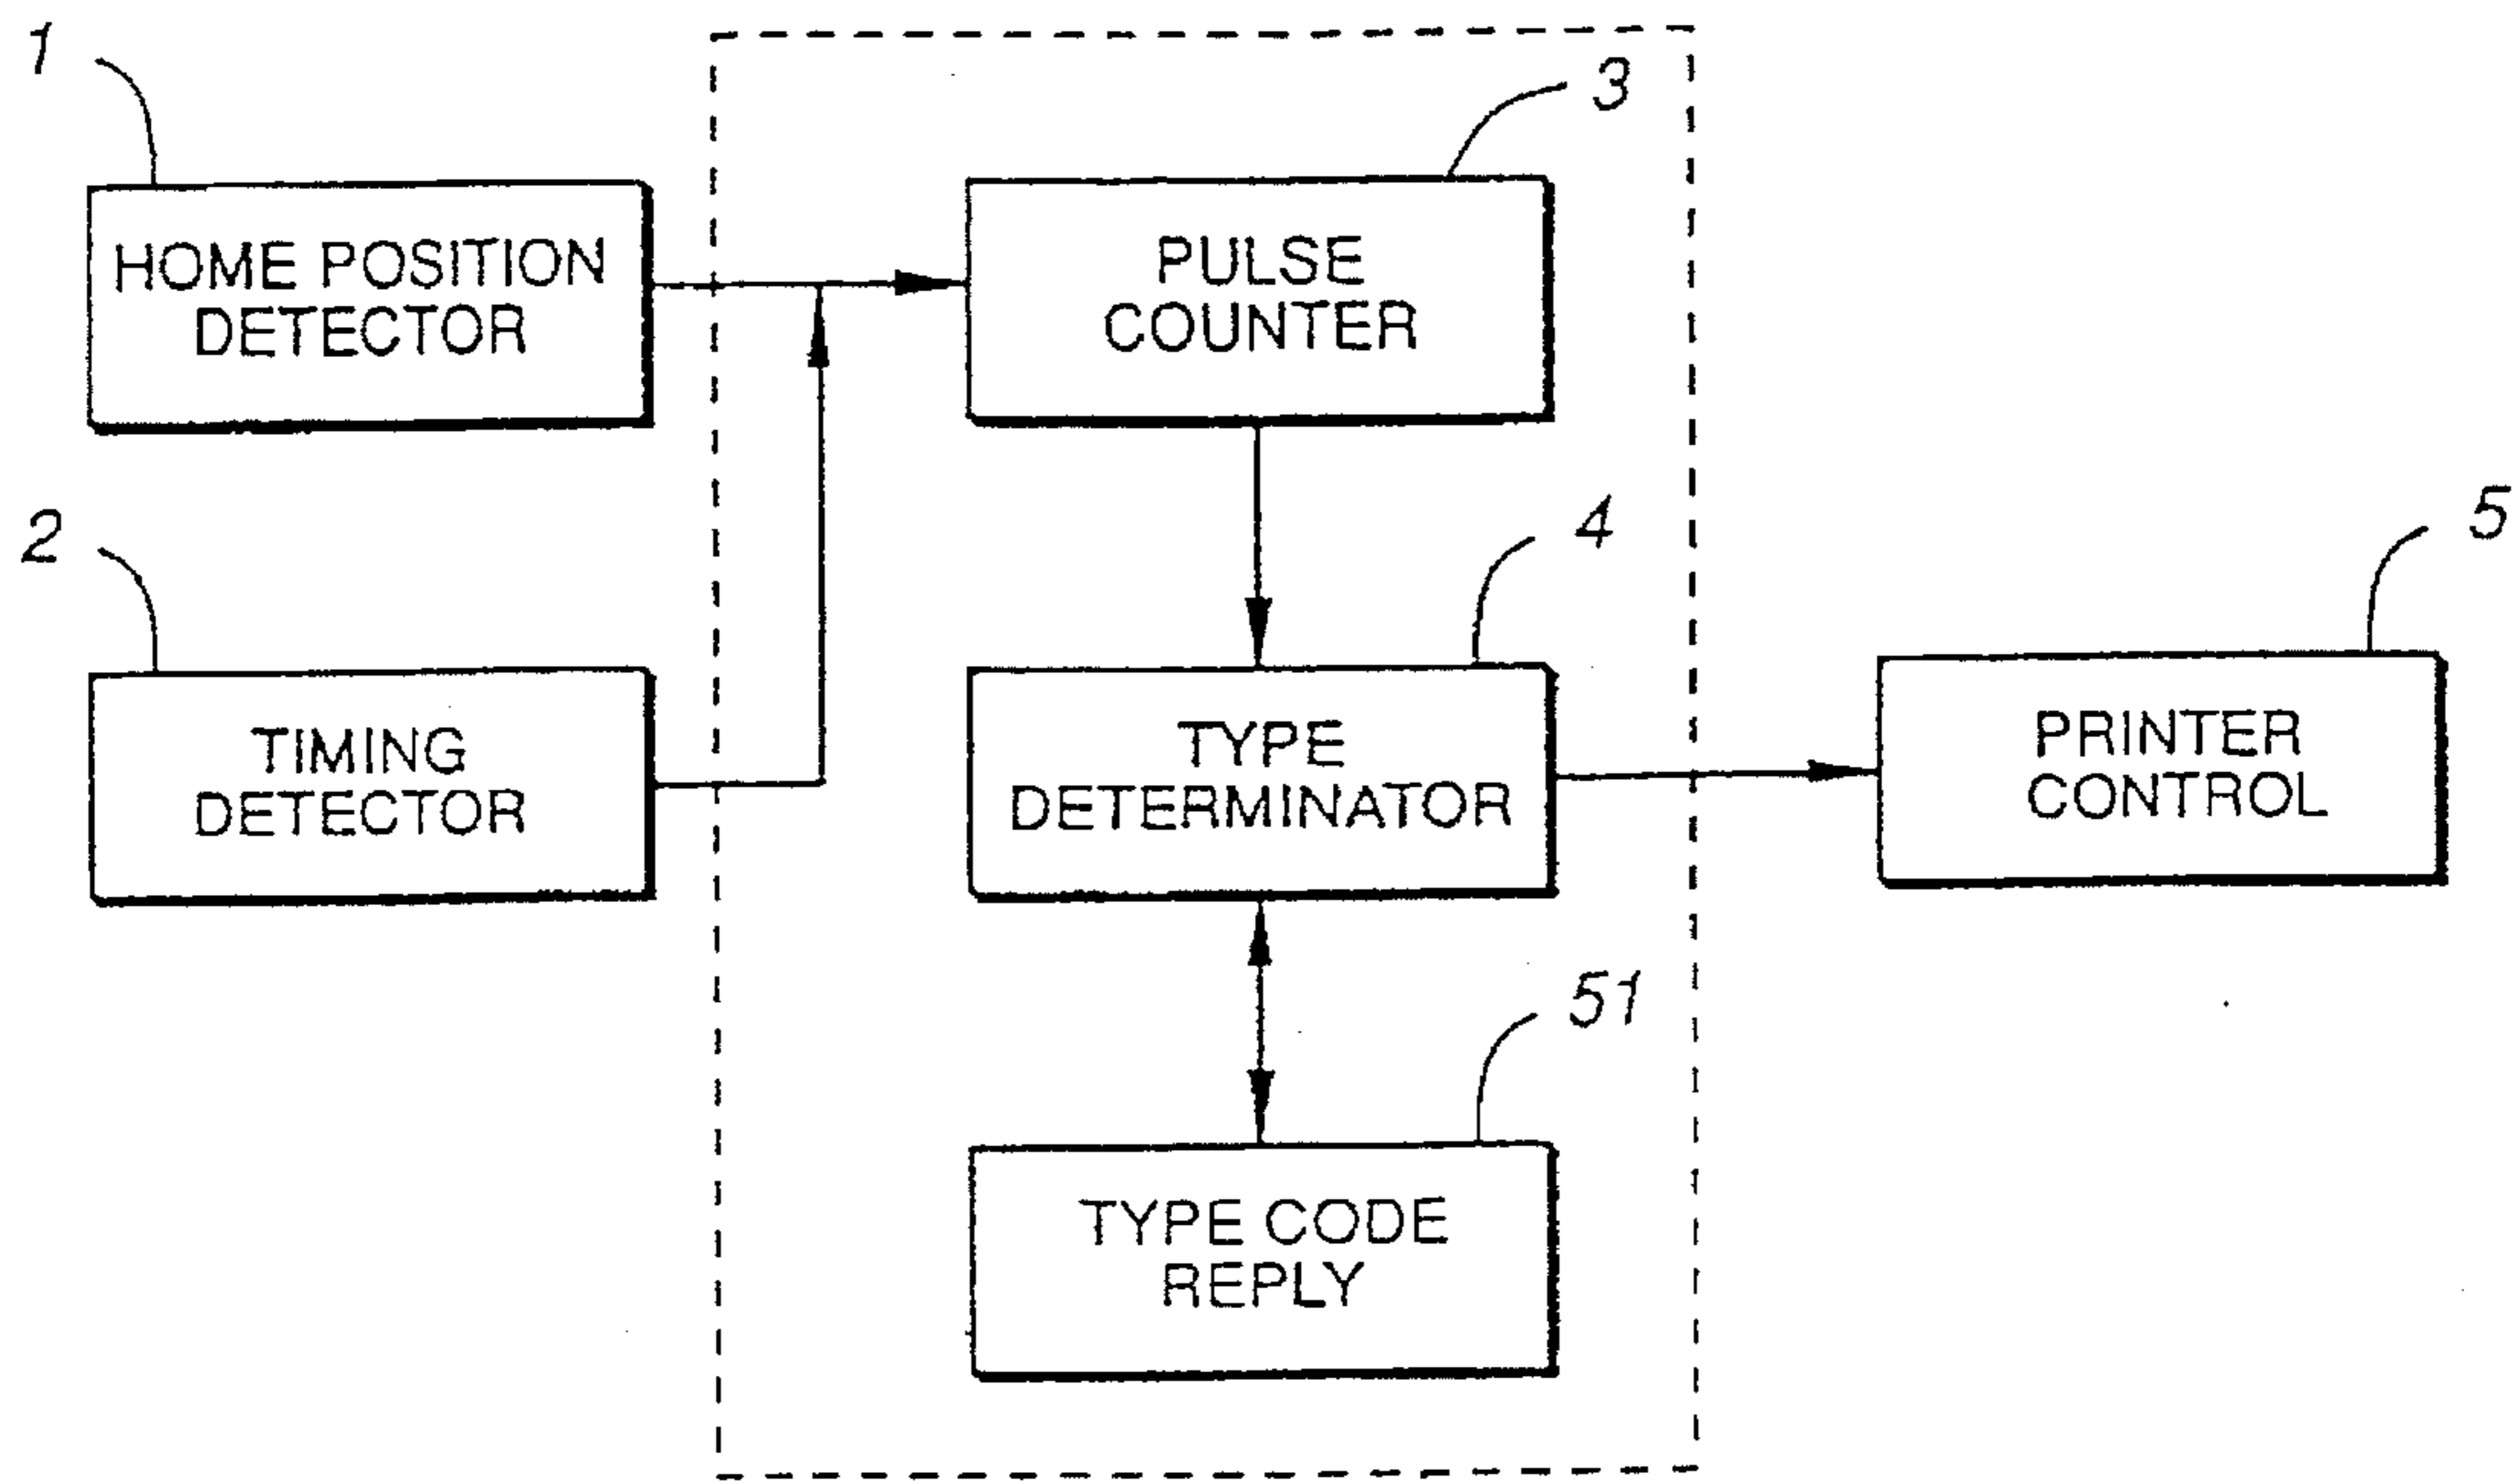 1
HOME POSITION
DETECTOR
3
PULSE
COUNTER
2
TIMING
DETECTOR
4
TYPE
DETERMINATOR
5
PRINTER
CONTROL
51
TYPE CODE
REPLY